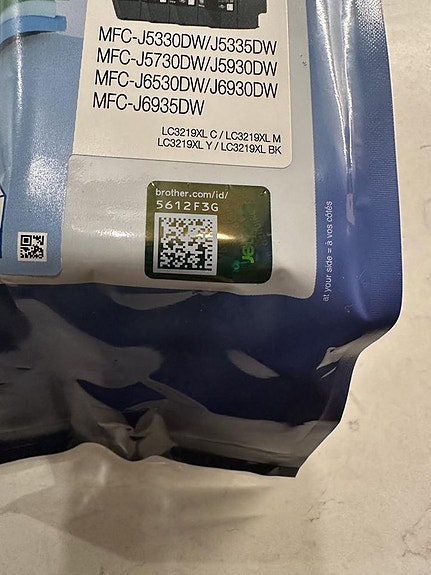 MFC-J5330DW/J5335DW
MFC-J5730DW/J5930DW
MFC-J6530DW/J6930DW
MFC-J6935DW
LC3219XL C / LC3219XL M
LC3219XL Y / LC3219XL BK
brother.com/id/
5612F3G
at your side = à vos côtés